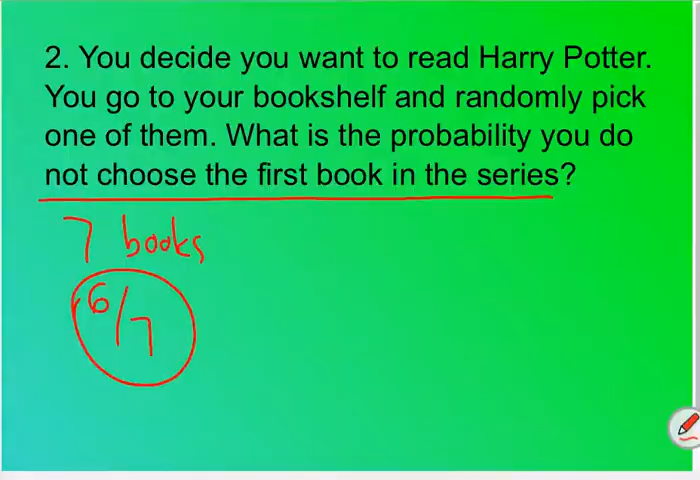 2. You decide you want to read Harry Potter.
You go to your bookshelf and randomly pick
one of them. What is the probability you do
not choose the first book in the series?
7 books
6/7